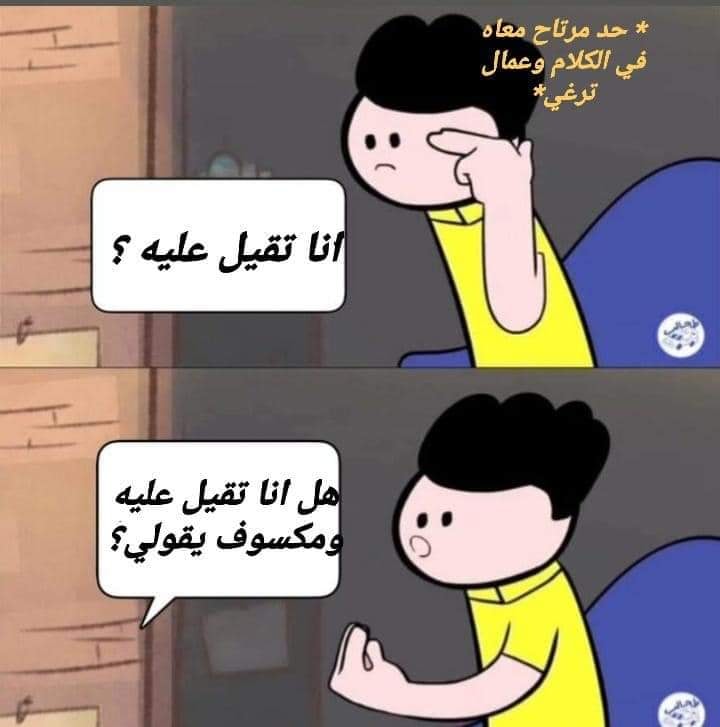 * حد مرتاح معاه
في الكلام وعمال
ترغي*
انا تقيل عليه ؟
هل انا تقيل عليه
ومكسوف يقولي؟